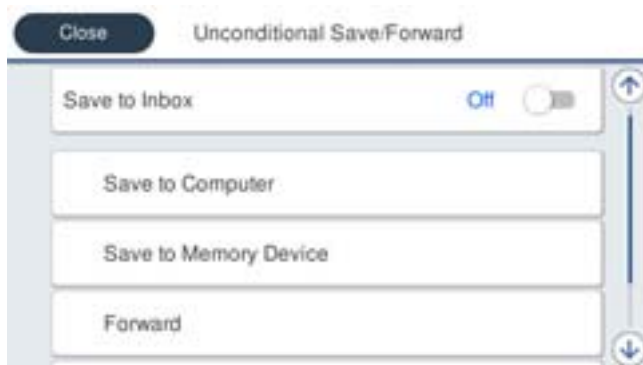 Close Unconditional Save/Forward
Save to Inbox Off
Save to Computer
Save to Memory Device
Forward